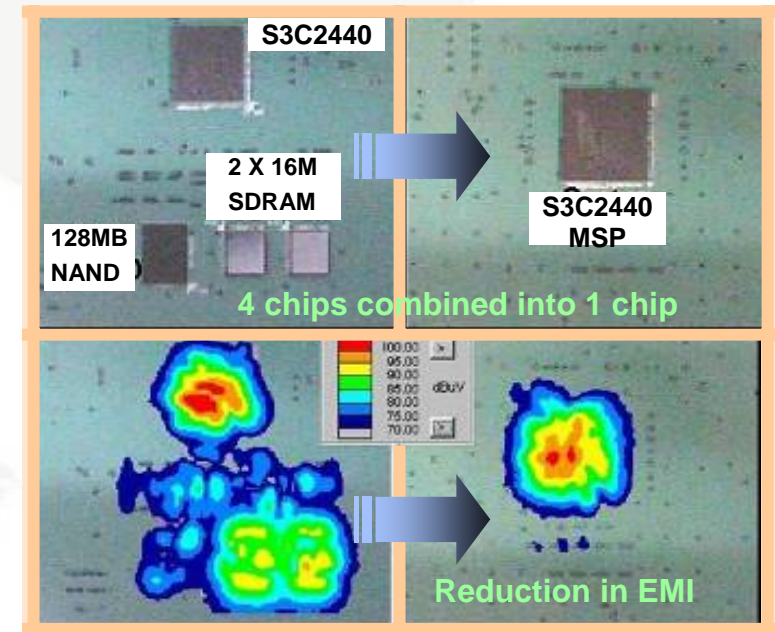 S3C2440
2 X 16M
SDRAM
128MB
NAND
S3C2440
MSP
4 chips combined into 1 chip
100.00
95.00
90.00
85.00
80.00
75.00
70.00
dBuV
Reduction in EMI